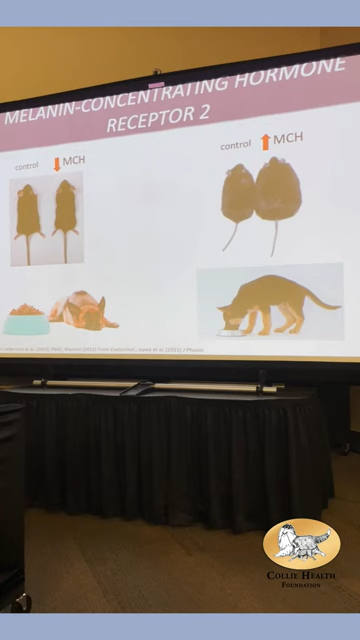 MELANIN-CONCENTRATING HORMONE
RECEPTOR 2
control MCH
control MCH
COLLIE HEALTH
FOUNDATION